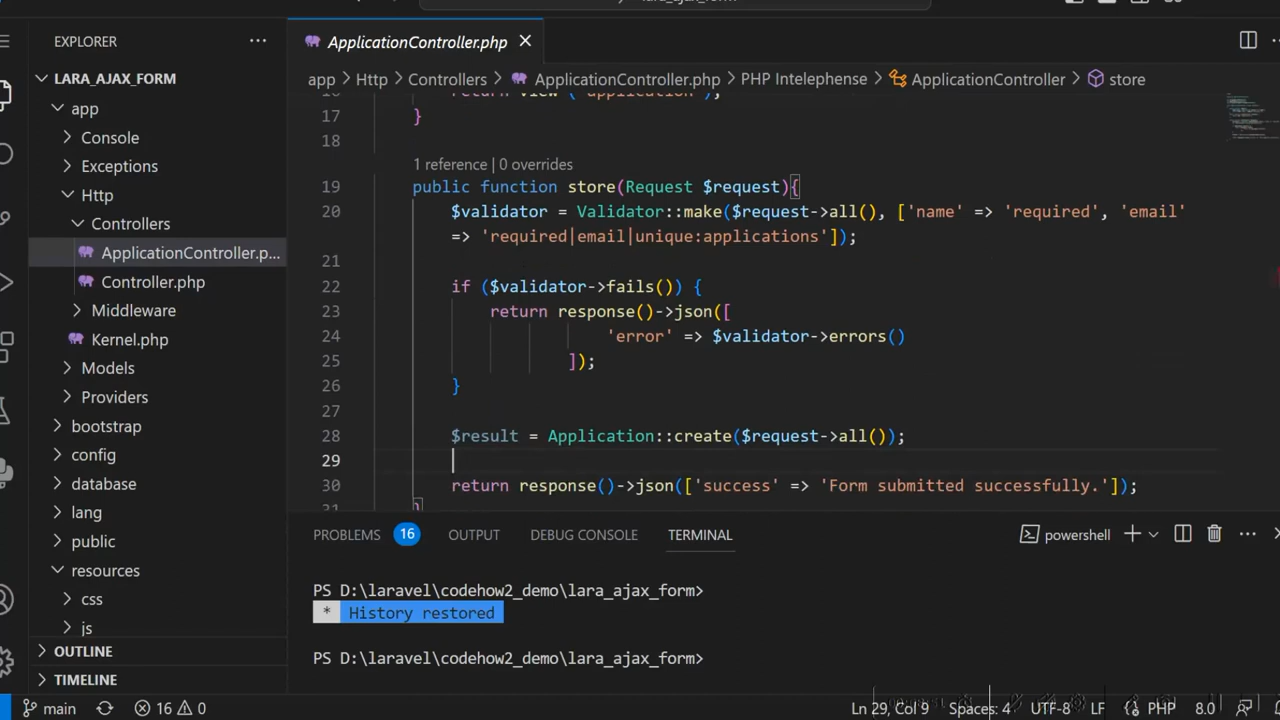 lara_ajax_form
EXPLORER
LARA_AJAX_FORM
app
Console
Exceptions
Http
Controllers
ApplicationController.p...
Controller.php
Middleware
Kernel.php
Models
Providers
bootstrap
config
database
lang
public
resources
css
js
OUTLINE
TIMELINE
ApplicationController.php
app > Http > Controllers > ApplicationController.php > PHP Intelephense > ApplicationController > store
16 return view ("application");
17 }
18
1 reference | 0 overrides
19 public function store(Request $request){
20 $validator = Validator::make($request->all(), ['name' => 'required', 'email'
=> 'required|email|unique:applications']);
21
22 if ($validator->fails()) {
23 return response()->json([
24 'error' => $validator->errors()
25 ]);
26 }
27
28 $result = Application::create($request->all());
29
30 return response()->json(['success' => 'Form submitted successfully.']);
31 }
PROBLEMS 16 OUTPUT DEBUG CONSOLE TERMINAL powershell
PS D:\laravel\codehow2_demo\lara_ajax_form>
* History restored
PS D:\laravel\codehow2_demo\lara_ajax_form>
main 16 0 Ln 29, Col 9 Spaces: 4 UTF-8 LF PHP 8.0